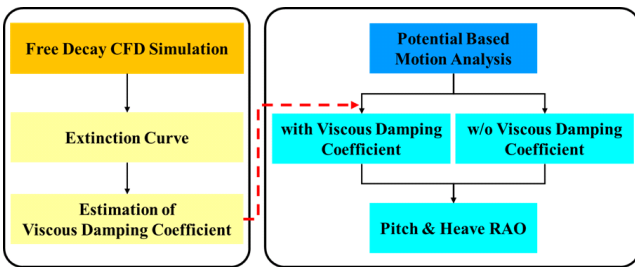 Free Decay CFD Simulation
Extinction Curve
Estimation of
Viscous Damping Coefficient
Potential Based
Motion Analysis
with Viscous Damping
Coefficient
w/o Viscous Damping
Coefficient
Pitch & Heave RAO